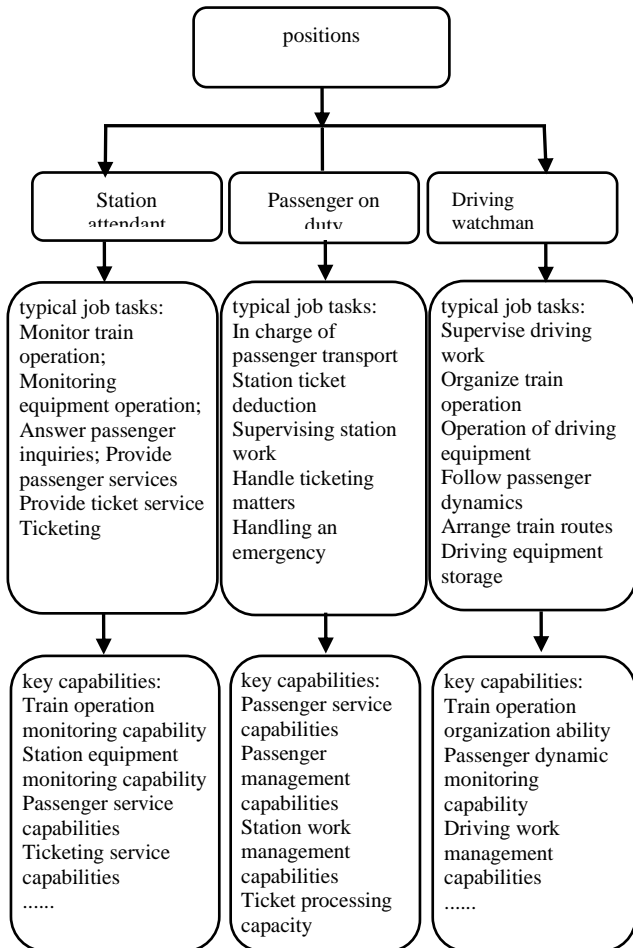 positions
Station
attendant
Passenger on
duty
Driving
watchman
typical job tasks:
Monitor train
operation;
Monitoring
equipment operation;
Answer passenger
inquiries; Provide
passenger services
Provide ticket service
Ticketing
typical job tasks:
In charge of
passenger transport
Station ticket
deduction
Supervising station
work
Handle ticketing
matters
Handling an
emergency
typical job tasks:
Supervise driving
work
Organize train
operation
Operation of driving
equipment
Follow passenger
dynamics
Arrange train routes
Driving equipment
storage
key capabilities:
Train operation
monitoring capability
Station equipment
monitoring capability
Passenger service
capabilities
Ticketing service
capabilities
......
key capabilities:
Passenger service
capabilities
Passenger
management
capabilities
Station work
management
capabilities
Ticket processing
capacity
key capabilities:
Train operation
organization ability
Passenger dynamic
monitoring
capability
Driving work
management
capabilities
......